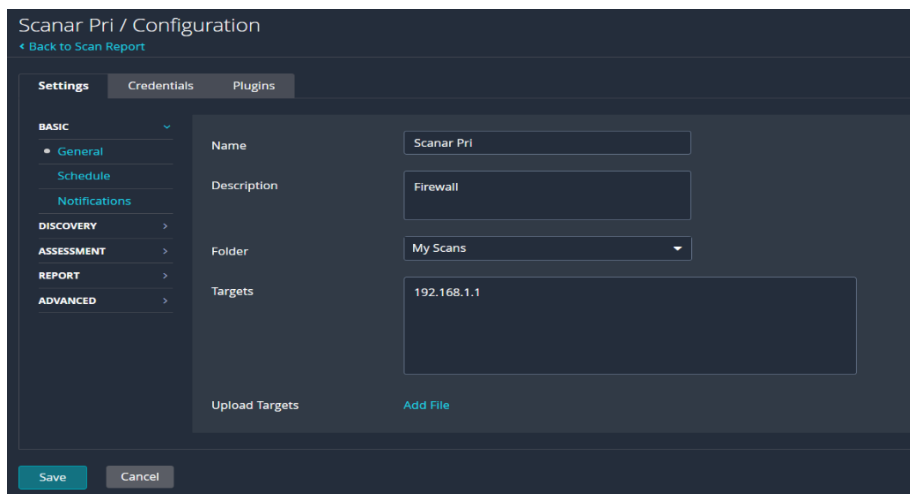 Scanar Pri / Configuration
Back to Scan Report
Settings Credentials Plugins
BASIC
General
Schedule
Notifications
DISCOVERY
ASSESSMENT
REPORT
ADVANCED
Name Scanar Pri
Description Firewall
Folder My Scans
Targets 192.168.1.1
Upload Targets Add File
Save Cancel